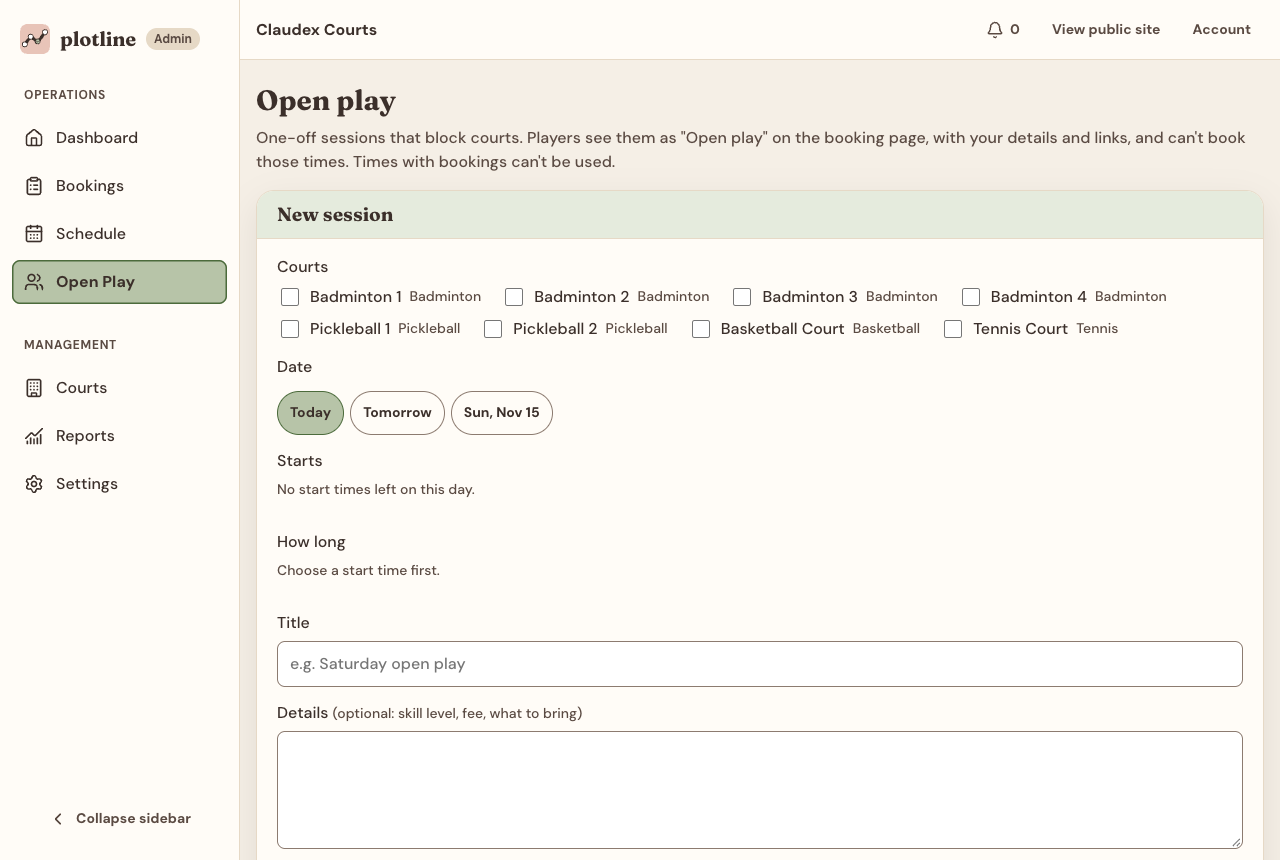 plotline Admin
Claudex Courts
0
View public site
Account
OPERATIONS
Dashboard
Bookings
Schedule
Open Play
MANAGEMENT
Courts
Reports
Settings
Collapse sidebar
Open play
One-off sessions that block courts. Players see them as "Open play" on the booking page, with your details and links, and can't book
those times. Times with bookings can't be used.
New session
Courts
Badminton 1 Badminton Badminton 2 Badminton Badminton 3 Badminton Badminton 4 Badminton
Pickleball 1 Pickleball Pickleball 2 Pickleball Basketball Court Basketball Tennis Court Tennis
Date
Today Tomorrow Sun, Nov 15
Starts
No start times left on this day.
How long
Choose a start time first.
Title
e.g. Saturday open play
Details (optional: skill level, fee, what to bring)